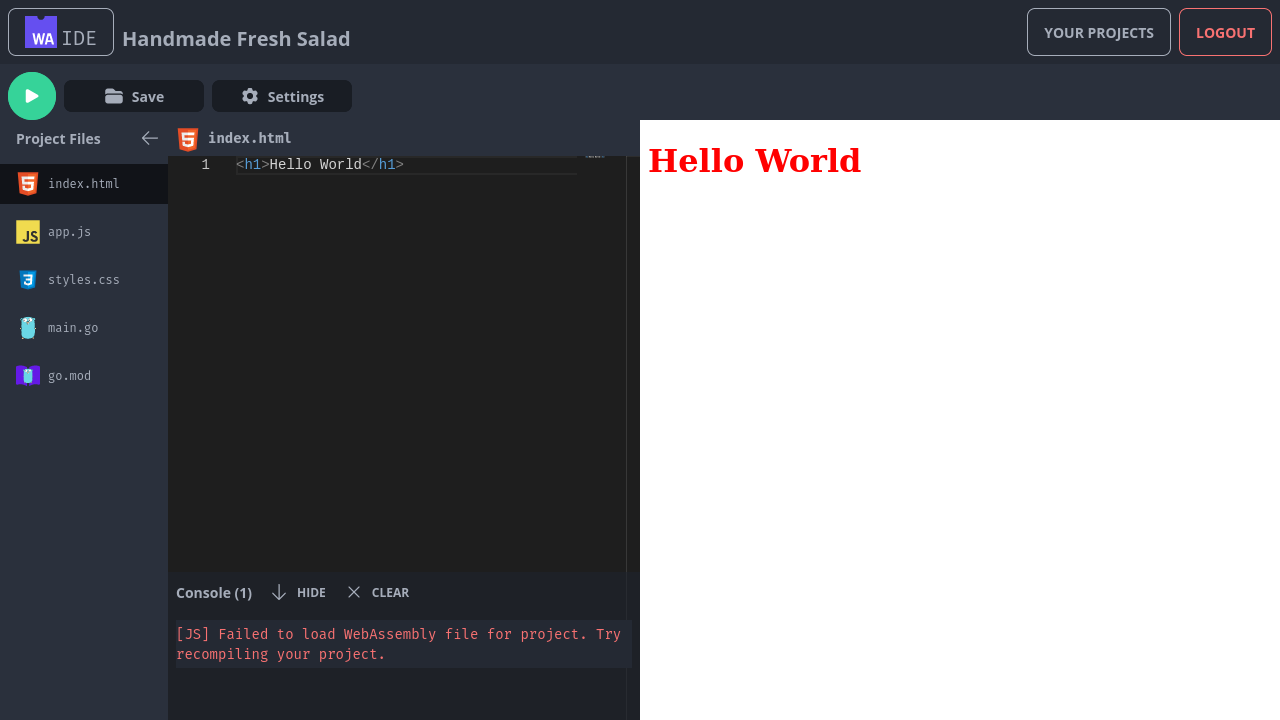 WA IDE
Handmade Fresh Salad
YOUR PROJECTS
LOGOUT
Save
Settings
Project Files
index.html
JS app.js
styles.css
main.go
go.mod
index.html
1 <h1>Hello World</h1>
Console (1)
HIDE
CLEAR
[JS] Failed to load WebAssembly file for project. Try
recompiling your project.
Hello World